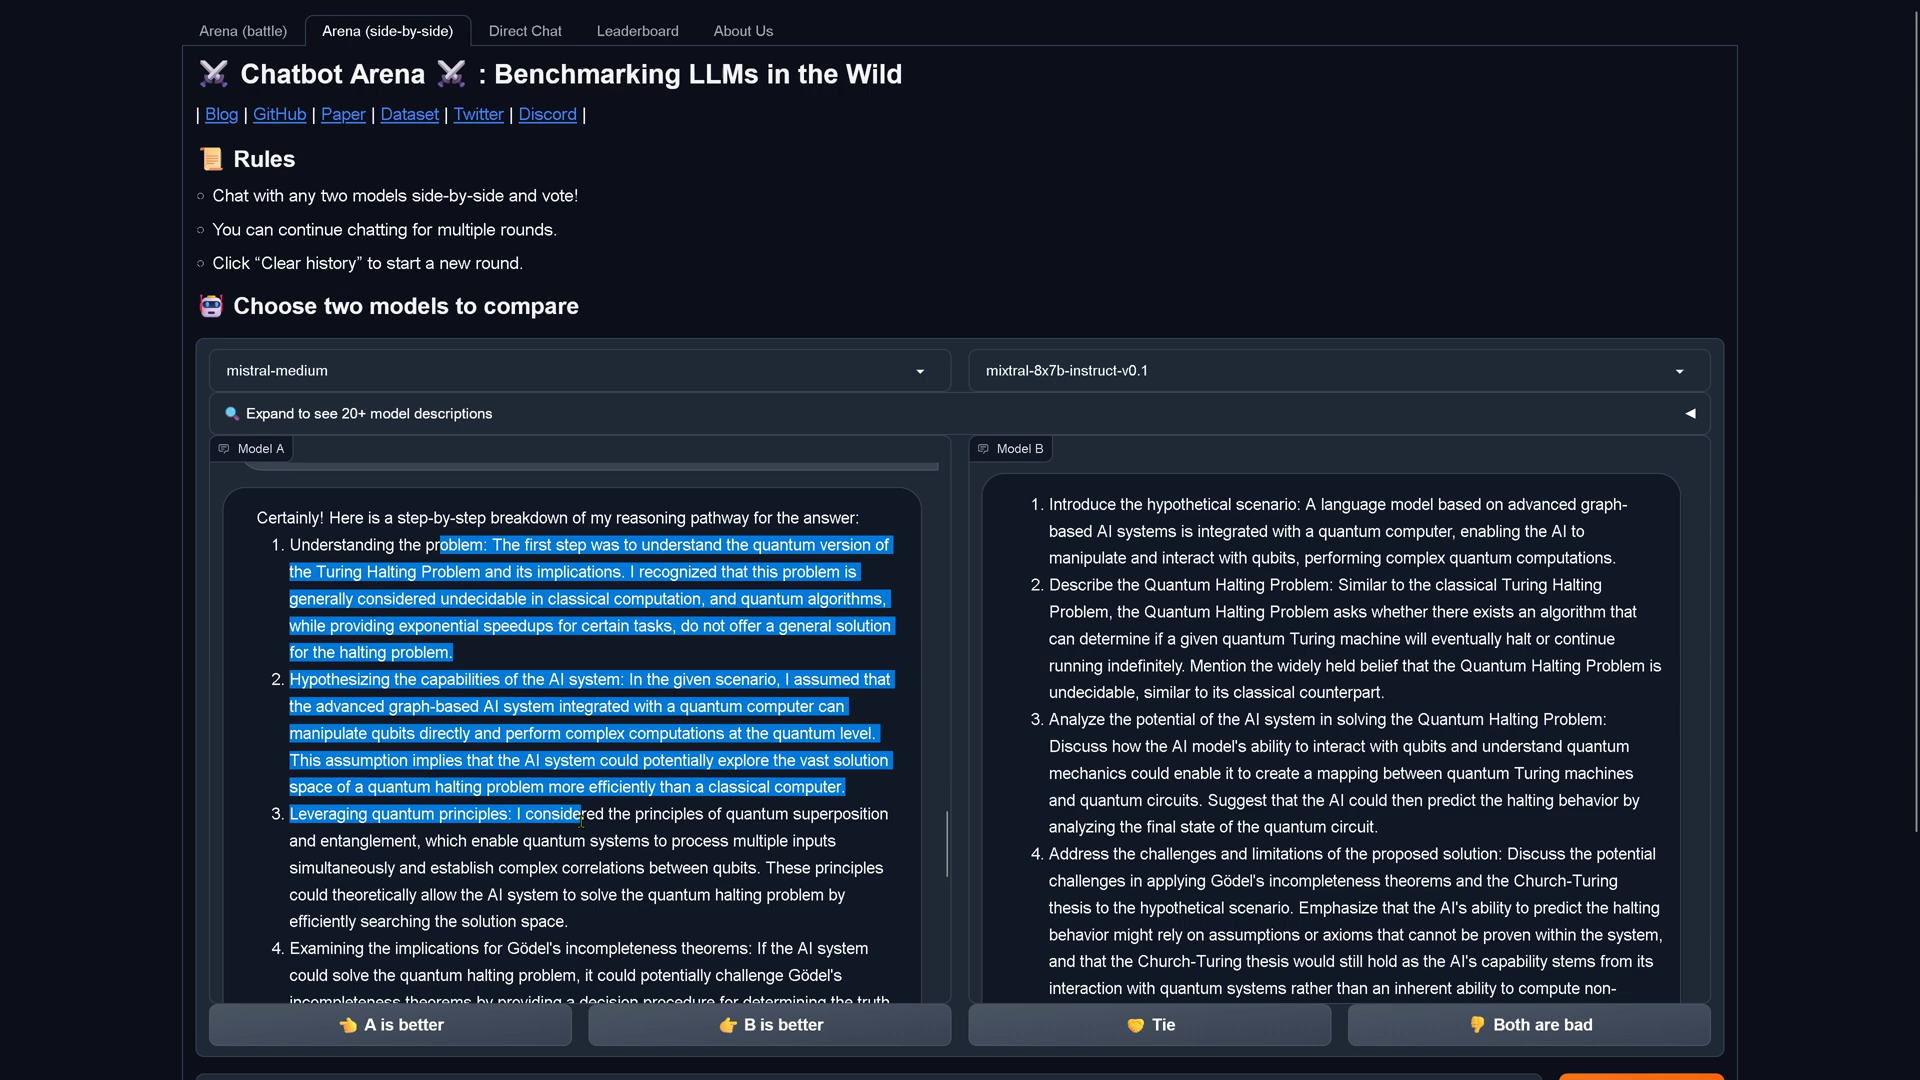 Arena (battle)
Arena (side-by-side)
Direct Chat
Leaderboard
About Us
Chatbot Arena : Benchmarking LLMs in the Wild
| Blog | GitHub | Paper | Dataset | Twitter | Discord |
Rules
Chat with any two models side-by-side and vote!
You can continue chatting for multiple rounds.
Click “Clear history” to start a new round.
Choose two models to compare
mistral-medium
mixtral-8x7b-instruct-v0.1
Expand to see 20+ model descriptions
Model A
Certainly! Here is a step-by-step breakdown of my reasoning pathway for the answer:
1. Understanding the problem: The first step was to understand the quantum version of
the Turing Halting Problem and its implications. I recognized that this problem is
generally considered undecidable in classical computation, and quantum algorithms,
while providing exponential speedups for certain tasks, do not offer a general solution
for the halting problem.
2. Hypothesizing the capabilities of the AI system: In the given scenario, I assumed that
the advanced graph-based AI system integrated with a quantum computer can
manipulate qubits directly and perform complex computations at the quantum level.
This assumption implies that the AI system could potentially explore the vast solution
space of a quantum halting problem more efficiently than a classical computer.
3. Leveraging quantum principles: I considered the principles of quantum superposition
and entanglement, which enable quantum systems to process multiple inputs
simultaneously and establish complex correlations between qubits. These principles
could theoretically allow the AI system to solve the quantum halting problem by
efficiently searching the solution space.
4. Examining the implications for Gödel's incompleteness theorems: If the AI system
could solve the quantum halting problem, it could potentially challenge Gödel's
incompleteness theorems by providing a decision procedure for determining the truth
Model B
1. Introduce the hypothetical scenario: A language model based on advanced graph-
based AI systems is integrated with a quantum computer, enabling the AI to
manipulate and interact with qubits, performing complex quantum computations.
2. Describe the Quantum Halting Problem: Similar to the classical Turing Halting
Problem, the Quantum Halting Problem asks whether there exists an algorithm that
can determine if a given quantum Turing machine will eventually halt or continue
running indefinitely. Mention the widely held belief that the Quantum Halting Problem is
undecidable, similar to its classical counterpart.
3. Analyze the potential of the AI system in solving the Quantum Halting Problem:
Discuss how the AI model's ability to interact with qubits and understand quantum
mechanics could enable it to create a mapping between quantum Turing machines
and quantum circuits. Suggest that the AI could then predict the halting behavior by
analyzing the final state of the quantum circuit.
4. Address the challenges and limitations of the proposed solution: Discuss the potential
challenges in applying Gödel's incompleteness theorems and the Church-Turing
thesis to the hypothetical scenario. Emphasize that the AI's ability to predict the halting
behavior might rely on assumptions or axioms that cannot be proven within the system,
and that the Church-Turing thesis would still hold as the AI's capability stems from its
interaction with quantum systems rather than an inherent ability to compute non-
A is better
B is better
Tie
Both are bad